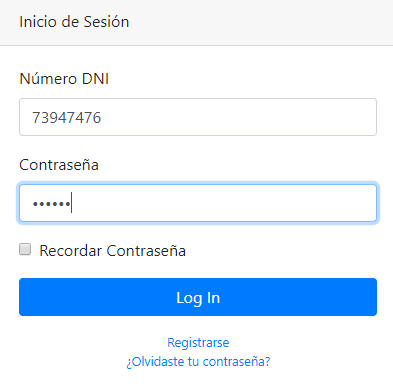 Inicio de Sesión
Número DNI
73947476
Contraseña
••••••
Recordar Contraseña
Log In
Registrarse
¿Olvidaste tu contraseña?